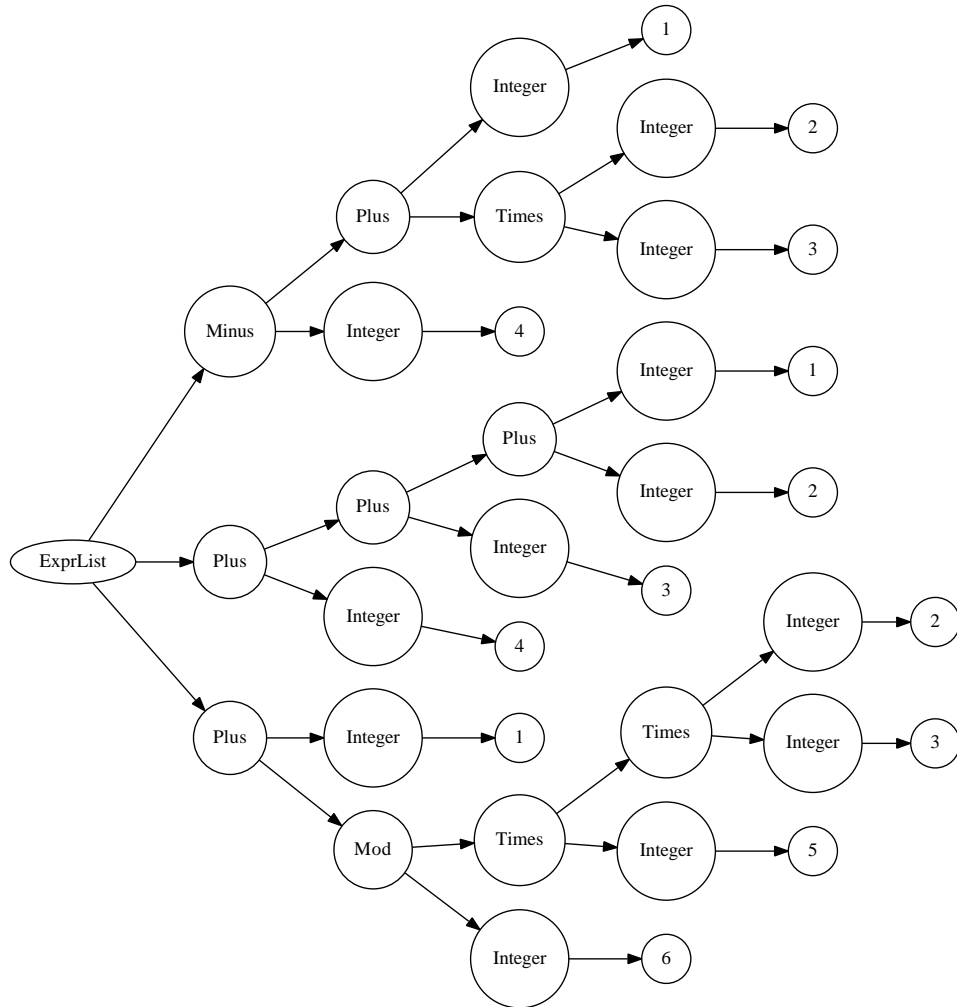 1
Integer
Integer
2
Plus
Times
Integer
3
Minus
Integer
4
Integer
1
Plus
Integer
2
Plus
Integer
3
ExprList
Plus
Integer
4
Integer
2
Plus
Integer
1
Times
Integer
3
Mod
Times
Integer
5
Integer
6